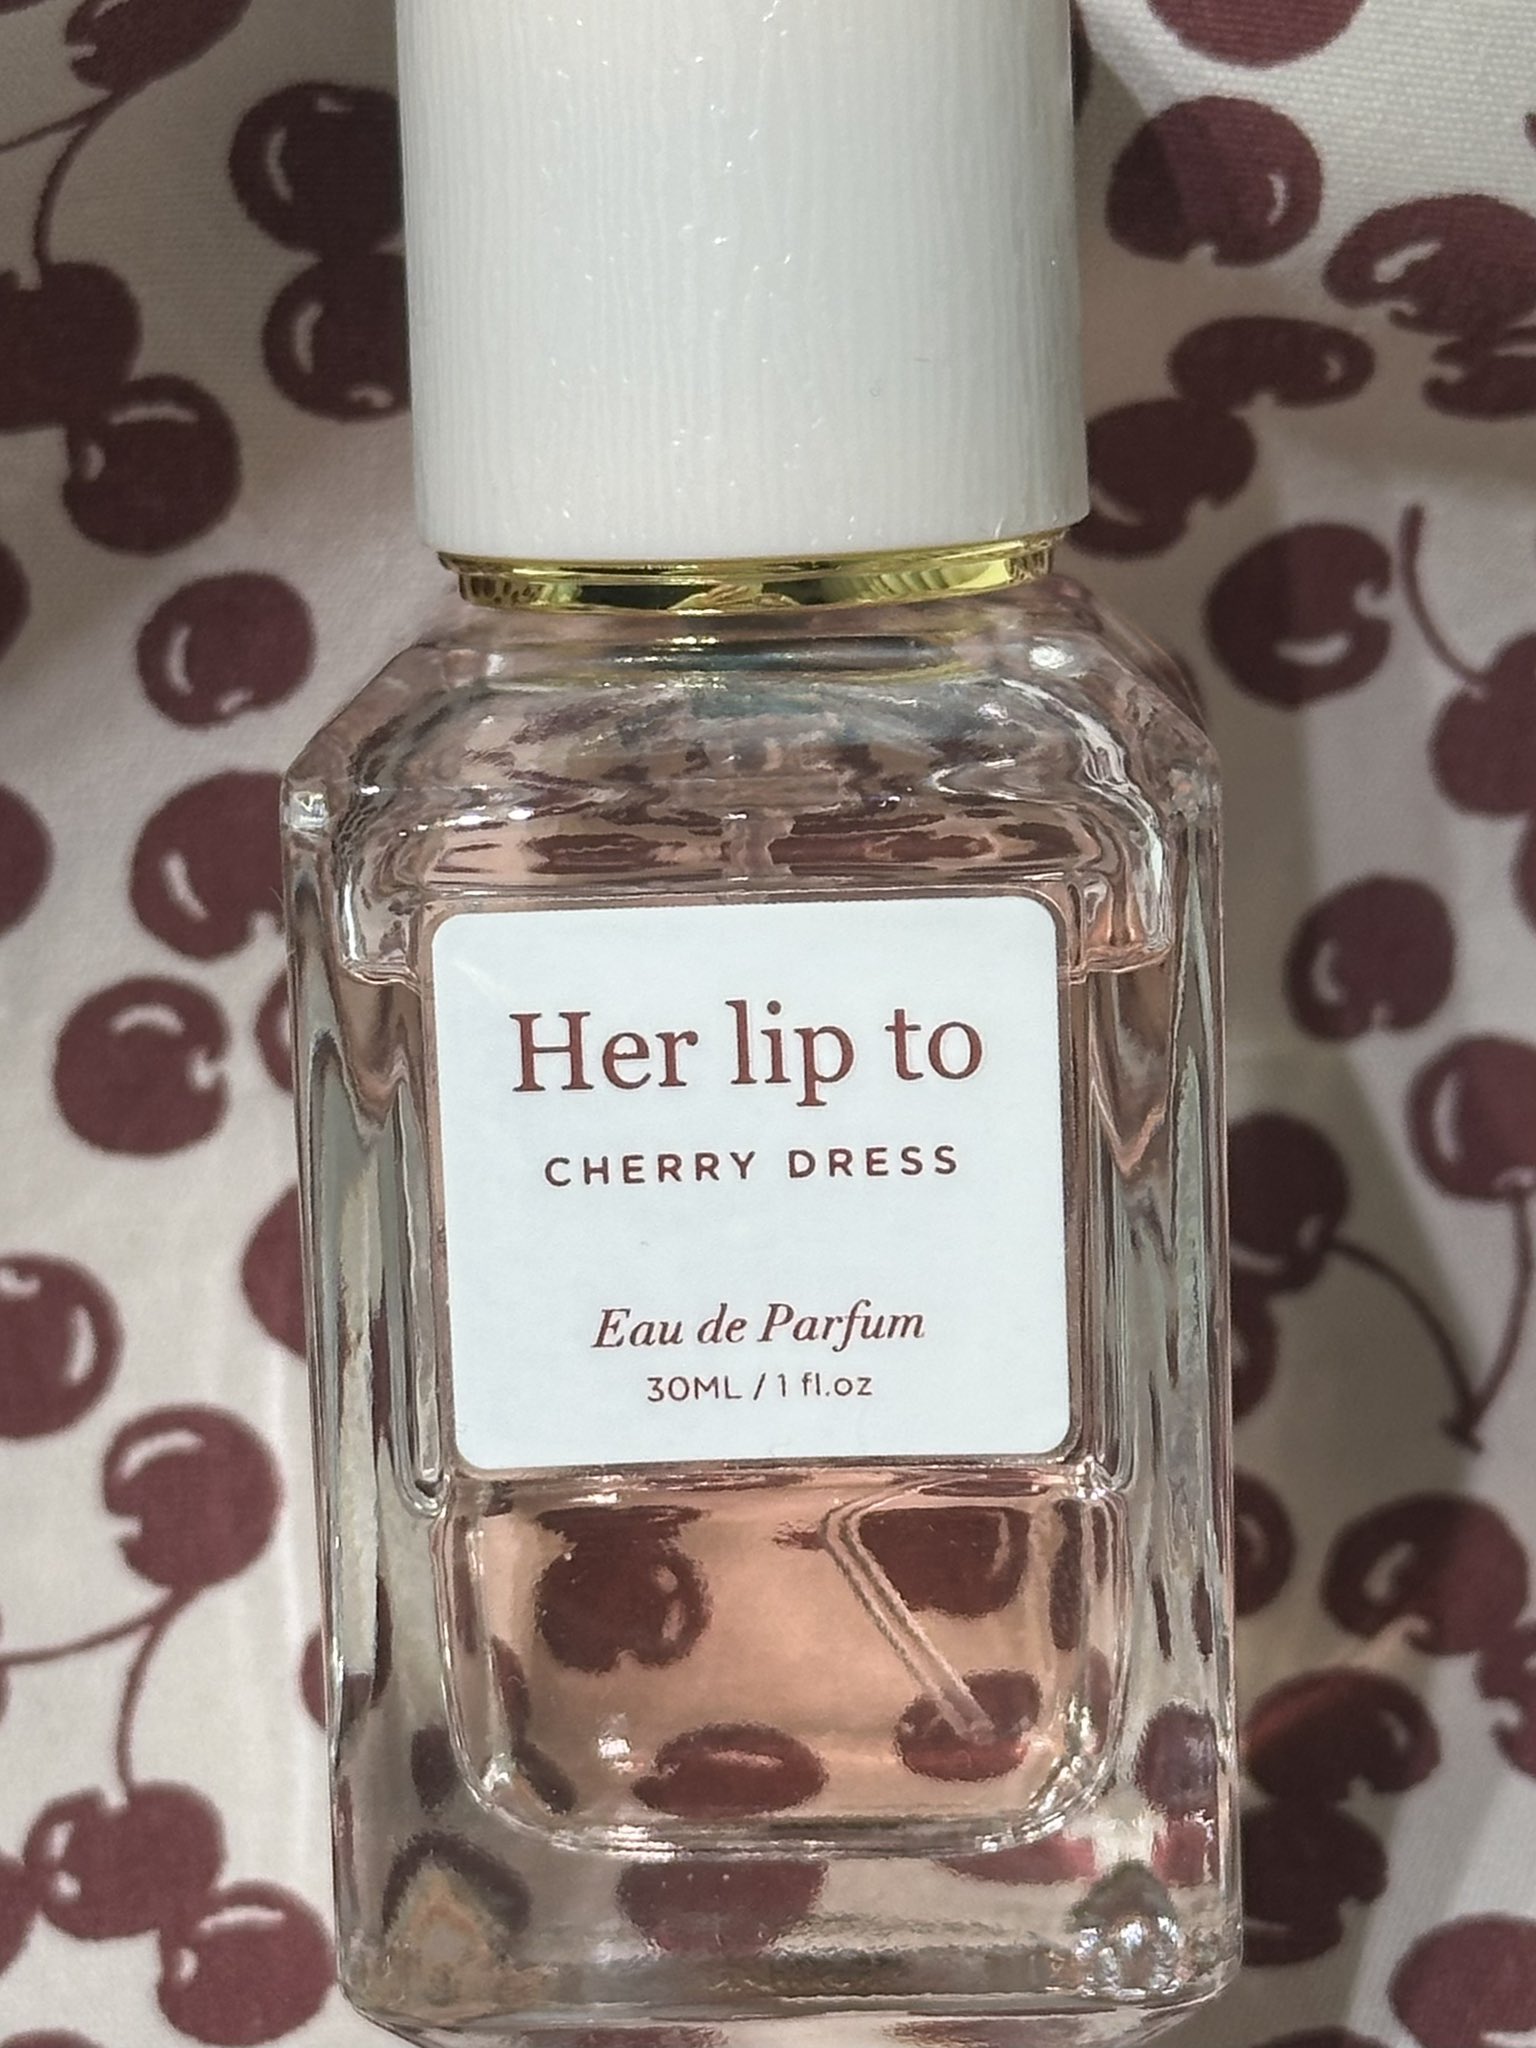 Her lip to
CHERRY DRESS
Eau de Parfum
30ML / 1 fl.oz